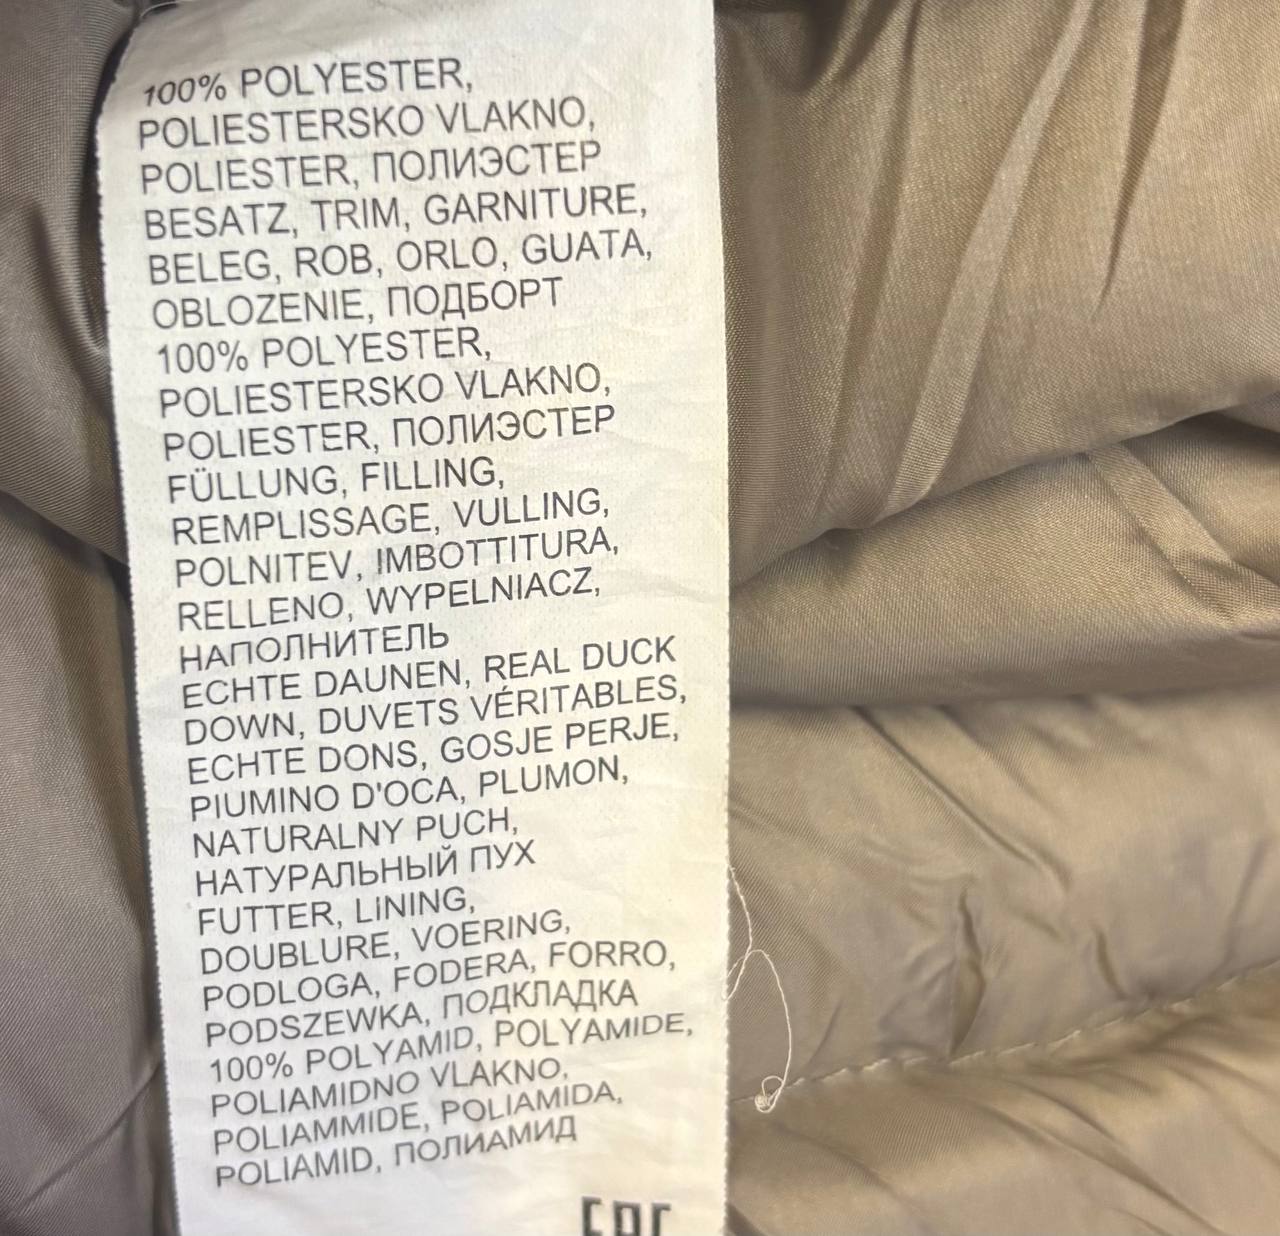 100% POLYESTER,
POLIESTERSKO VLAKNO,
POLIESTER, ПОЛИЭСТЕР
BESATZ, TRIM, GARNITURE,
BELEG, ROB, ORLO, GUATA,
OBLOZENIE, ПОДБОРТ
100% POLYESTER,
POLIESTERSKO VLAKNO,
POLIESTER, ПОЛИЭСТЕР
FÜLLUNG, FILLING,
REMPLISSAGE, VULLING,
POLNITEV, IMBOTTITURA,
RELLENO, WYPELNIACZ,
НАПОЛНИТЕЛЬ
ECHTE DAUNEN, REAL DUCK
DOWN, DUVETS VÉRITABLES,
ECHTE DONS, GOSJE PERJE,
PIUMINO D'OCA, PLUMON,
NATURALNY PUCH,
НАТУРАЛЬНЫЙ ПУХ
FUTTER, LINING,
DOUBLURE, VOERING,
PODLOGA, FODERA, FORRO,
PODSZEWKA, ПОДКЛАДКА
100% POLYAMID, POLYAMIDE,
POLIAMIDNO VLAKNO,
POLIAMMIDE, POLIAMIDA,
POLIAMID, ПОЛИАМИД